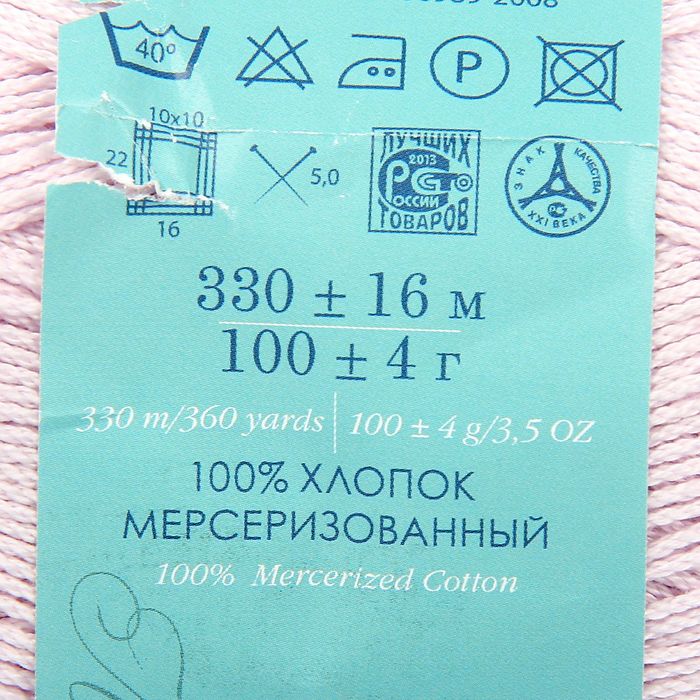 40°
P
10x10
22
16
5,0
ЛУЧШИХ
2013
РОССИИ
ТОВАРОВ
ЗНАК КАЧЕСТВА
XXI ВЕКА
330 ± 16 м
100 ± 4 г
330 m/360 yards | 100 ± 4 g/3,5 OZ
100% ХЛОПОК
МЕРСЕРИЗОВАННЫЙ
100% Mercerized Cotton